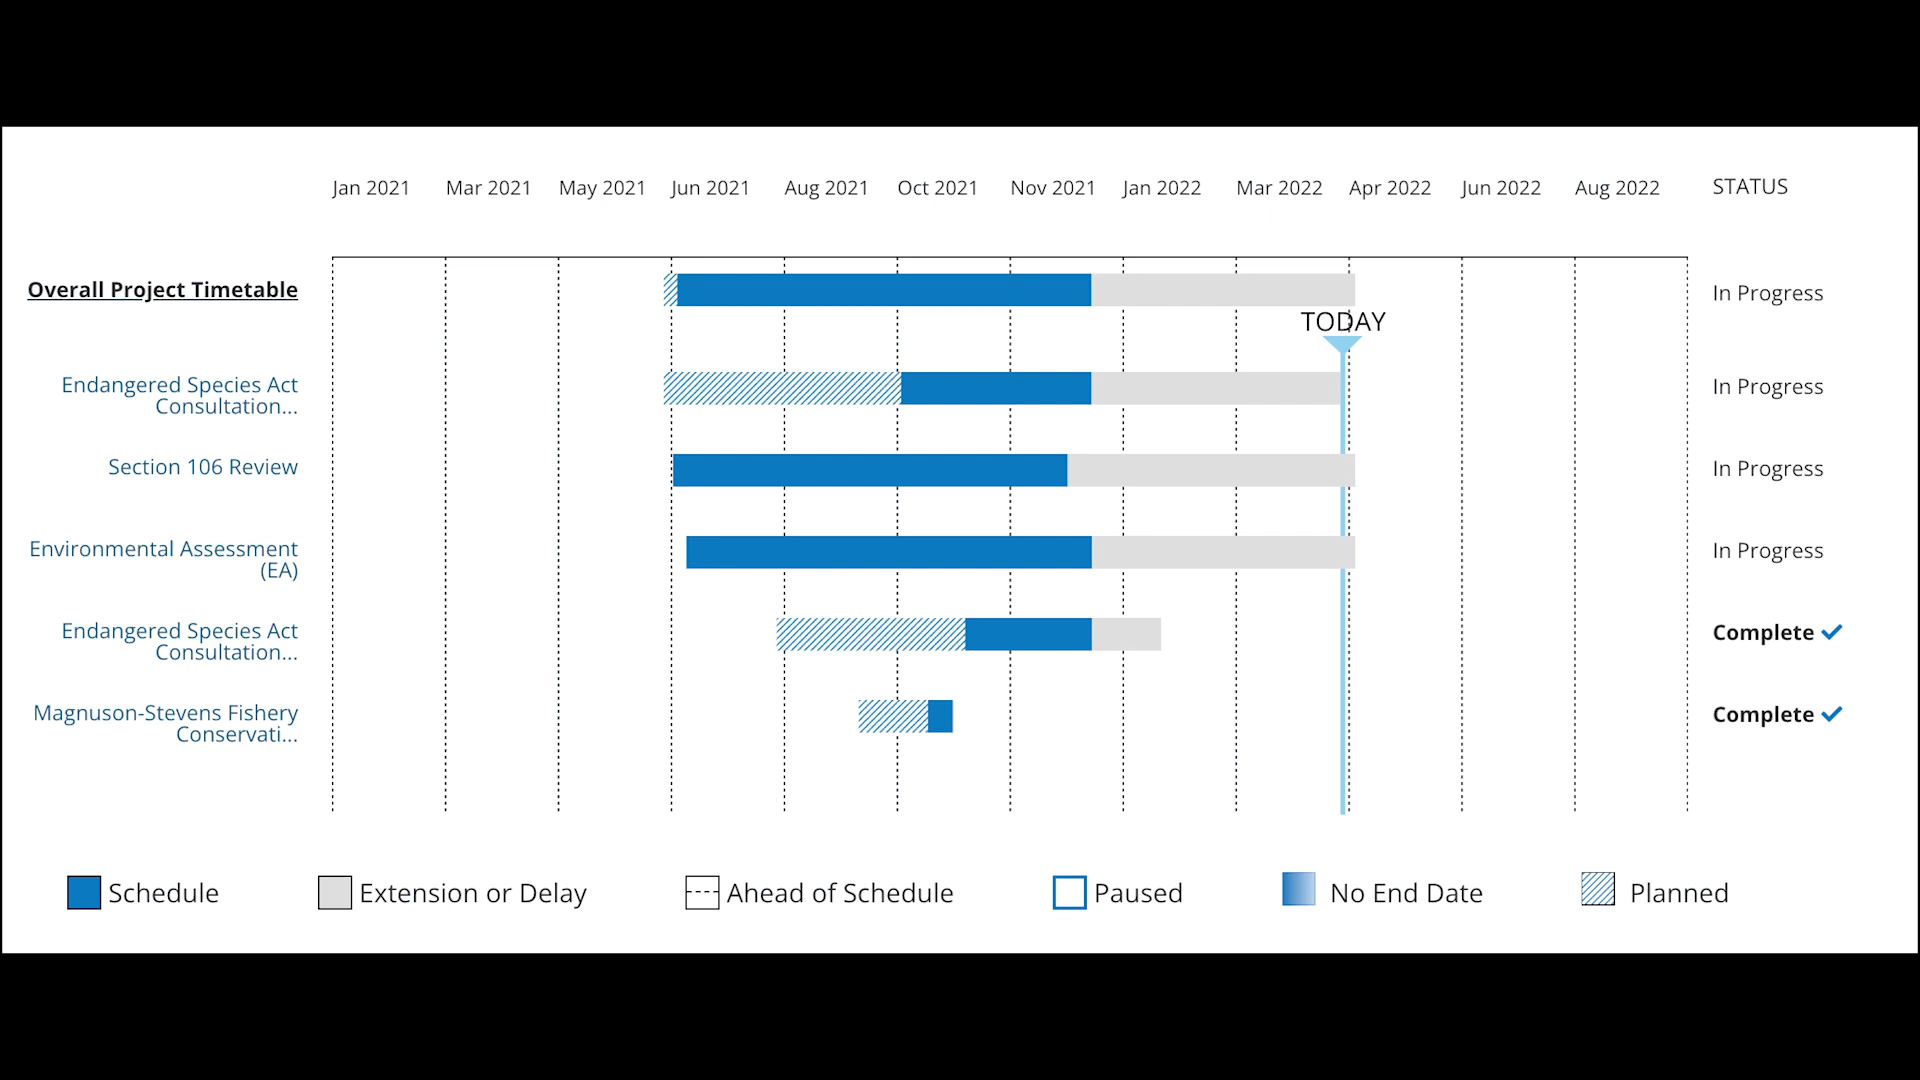 Jan 2021 Mar 2021 May 2021 Jun 2021 Aug 2021 Oct 2021 Nov 2021 Jan 2022 Mar 2022 Apr 2022 Jun 2022 Aug 2022 STATUS
Overall Project Timetable In Progress
TODAY
Endangered Species Act In Progress
Consultation...
Section 106 Review In Progress
Environmental Assessment In Progress
(EA)
Endangered Species Act Complete
Consultation...
Magnuson-Stevens Fishery Complete
Conservati...
Schedule Extension or Delay Ahead of Schedule Paused No End Date Planned